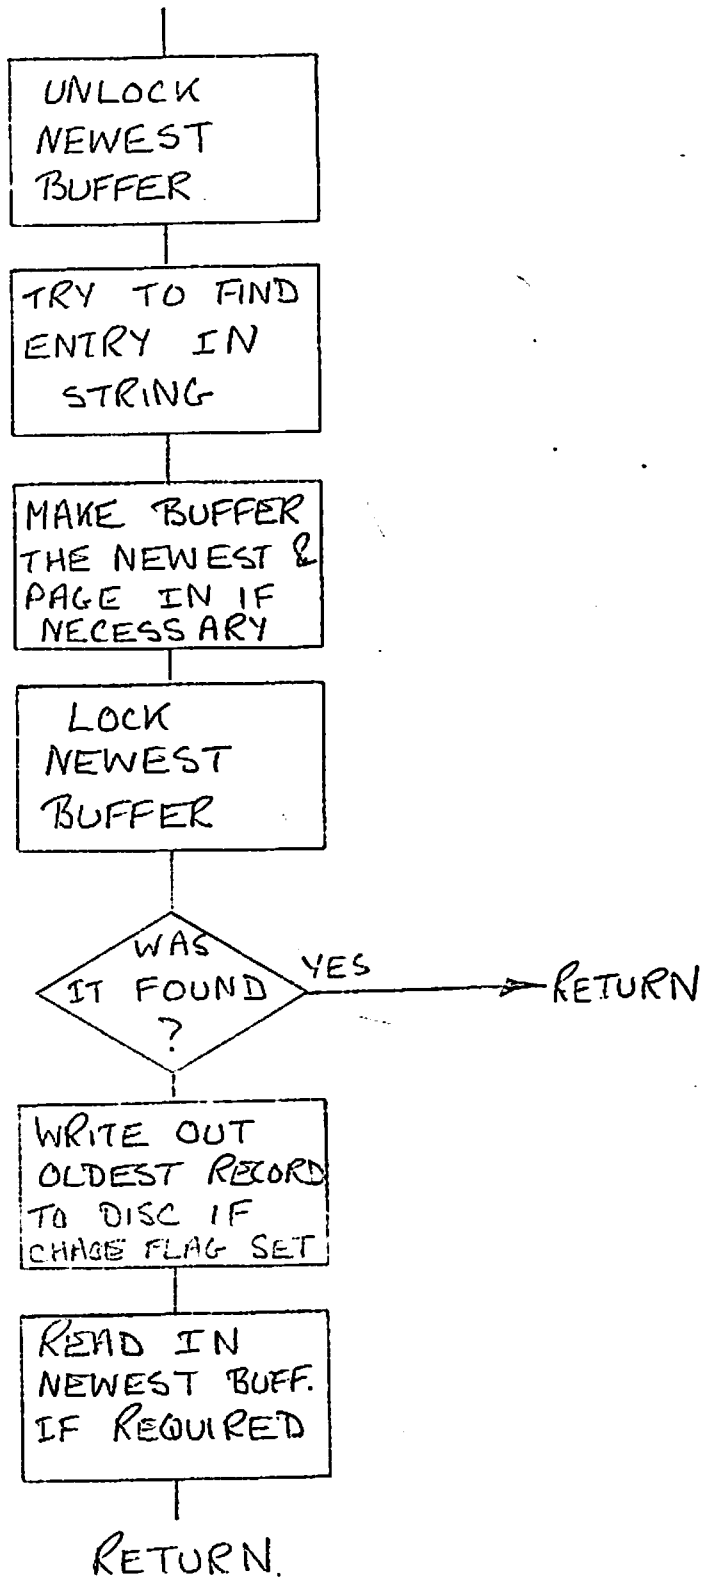 UNLOCK
NEWEST
BUFFER
TRY TO FIND
ENTRY IN
STRING
MAKE BUFFER
THE NEWEST &
PAGE IN IF
NECESSARY
LOCK
NEWEST
BUFFER
WAS
IT FOUND
?
YES
RETURN
WRITE OUT
OLDEST RECORD
TO DISC IF
FLAG SET
READ IN
NEWEST BUFF.
IF REQUIRED
RETURN.